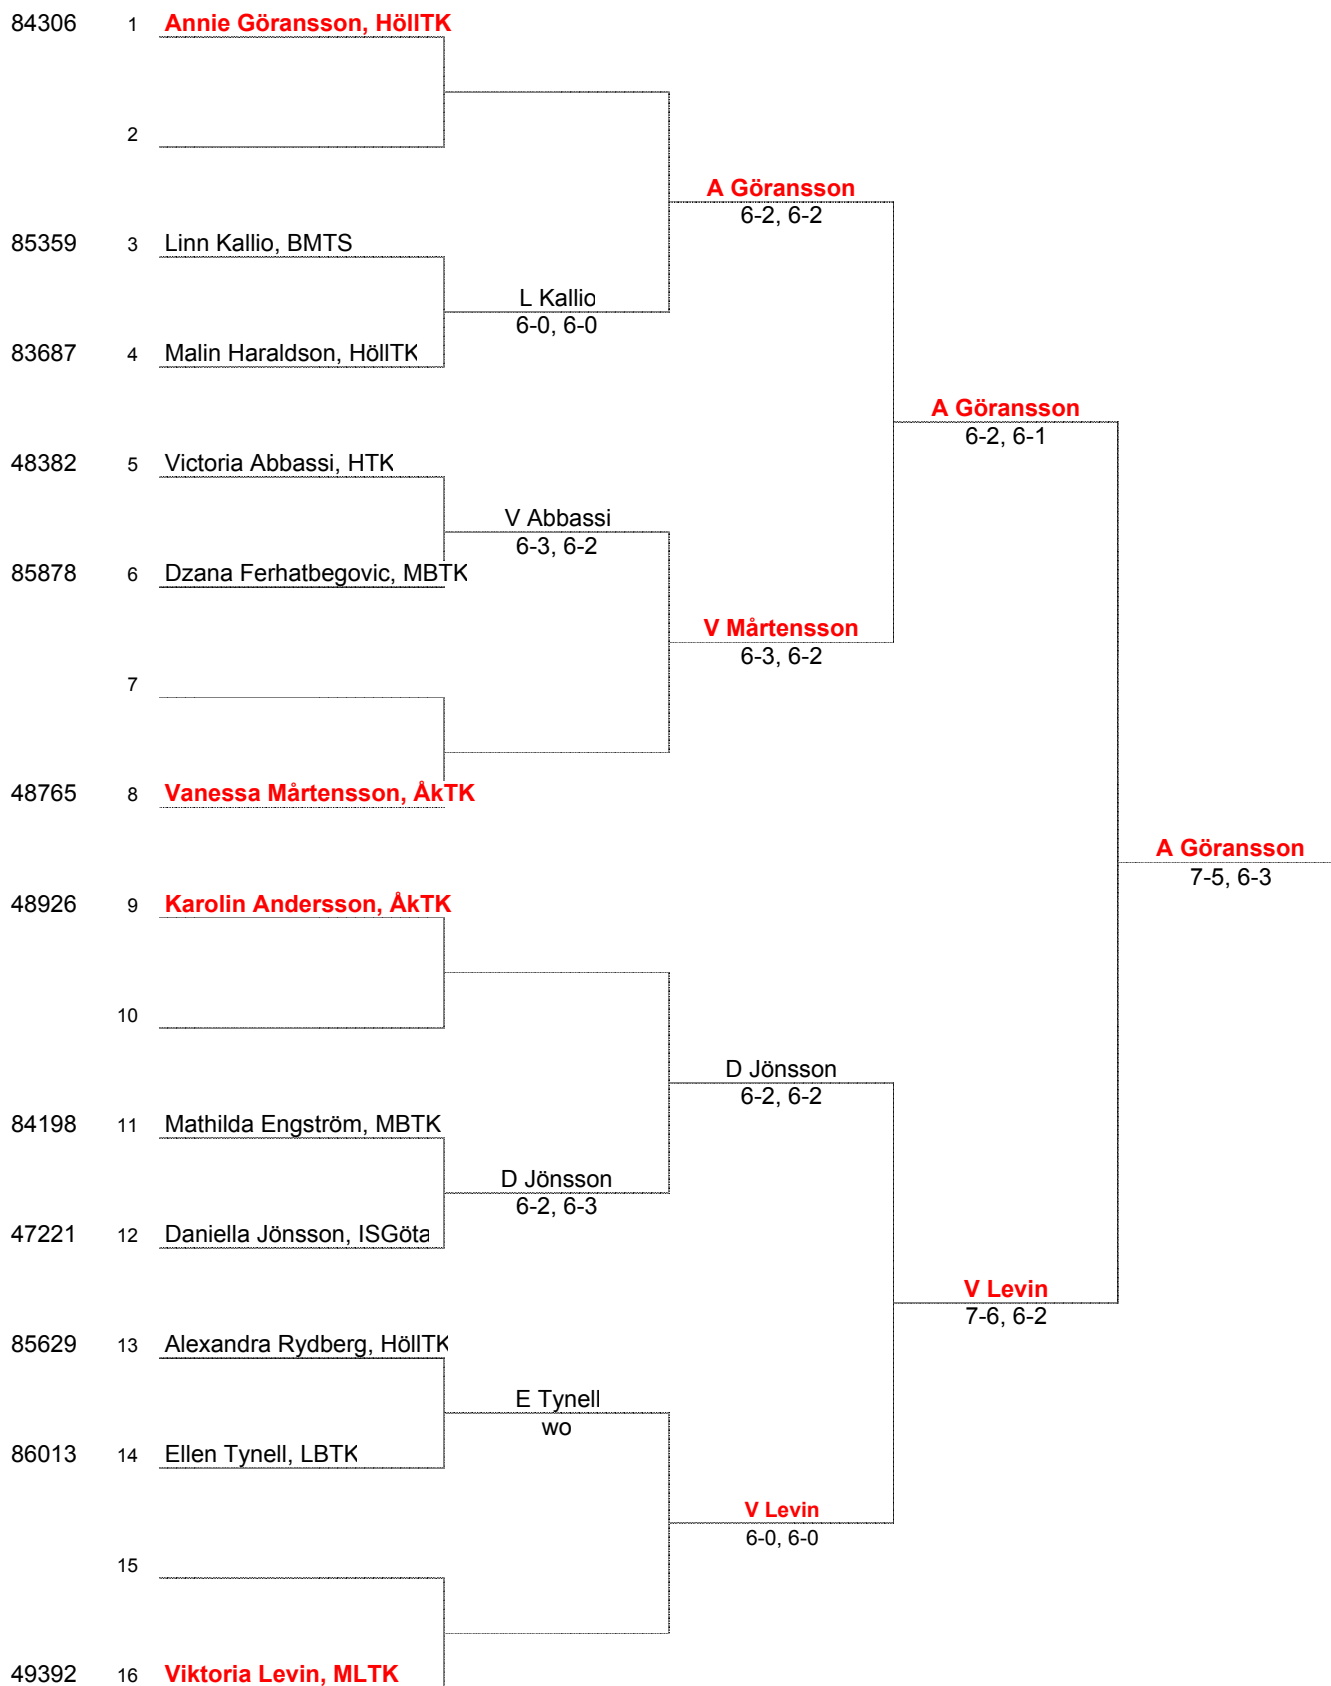 84306 1 Annie Göransson, HöllTK
2
A Göransson
6-2, 6-2
85359 3 Linn Kallio, BMTS
L Kallio
6-0, 6-0
83687 4 Malin Haraldson, HöllTK
A Göransson
6-2, 6-1
48382 5 Victoria Abbassi, HTK
V Abbassi
6-3, 6-2
85878 6 Dzana Ferhatbegovic, MBTK
V Mårtensson
6-3, 6-2
7
48765 8 Vanessa Mårtensson, ÅkTK
A Göransson
7-5, 6-3
48926 9 Karolin Andersson, ÅkTK
10
D Jönsson
6-2, 6-2
84198 11 Mathilda Engström, MBTK
D Jönsson
6-2, 6-3
47221 12 Daniella Jönsson, ISGöta
V Levin
7-6, 6-2
85629 13 Alexandra Rydberg, HöllTK
E Tynell
wo
86013 14 Ellen Tynell, LBTK
V Levin
6-0, 6-0
15
49392 16 Viktoria Levin, MLTK